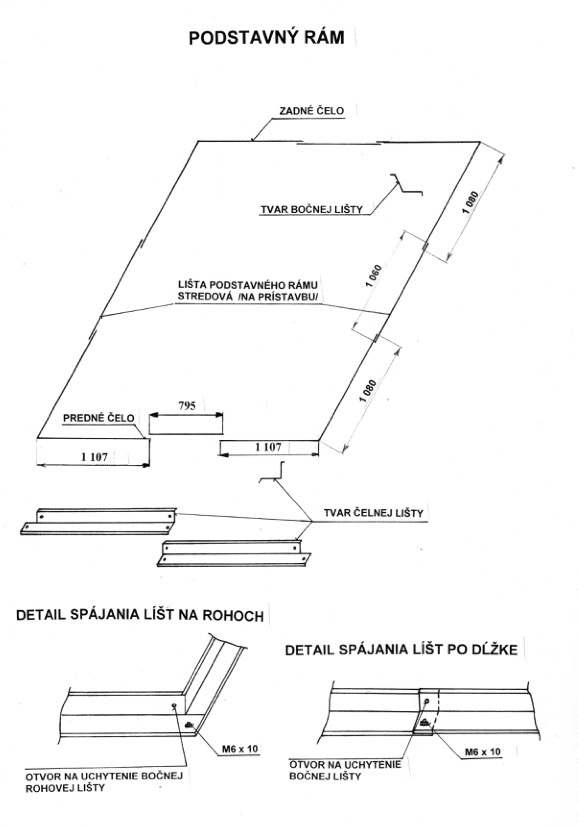 PODSTAVNÝ RÁM
ZADNÉ ČELO
TVAR BOČNEJ LIŠTY
1 080
1 060
LIŠTA PODSTAVNÉHO RÁMU
STREDOVÁ /NA PRÍSTAVBU/
1 080
795
PREDNÉ ČELO
1 107
1 107
TVAR ČELNEJ LIŠTY
DETAIL SPÁJANIA LÍŠT NA ROHOCH
M6 x 10
OTVOR NA UCHYTENIE BOČNEJ
ROHOVEJ LIŠTY
DETAIL SPÁJANIA LÍŠT PO DĹŽKE
M6 x 10
OTVOR NA UCHYTENIE
BOČNEJ LIŠTY